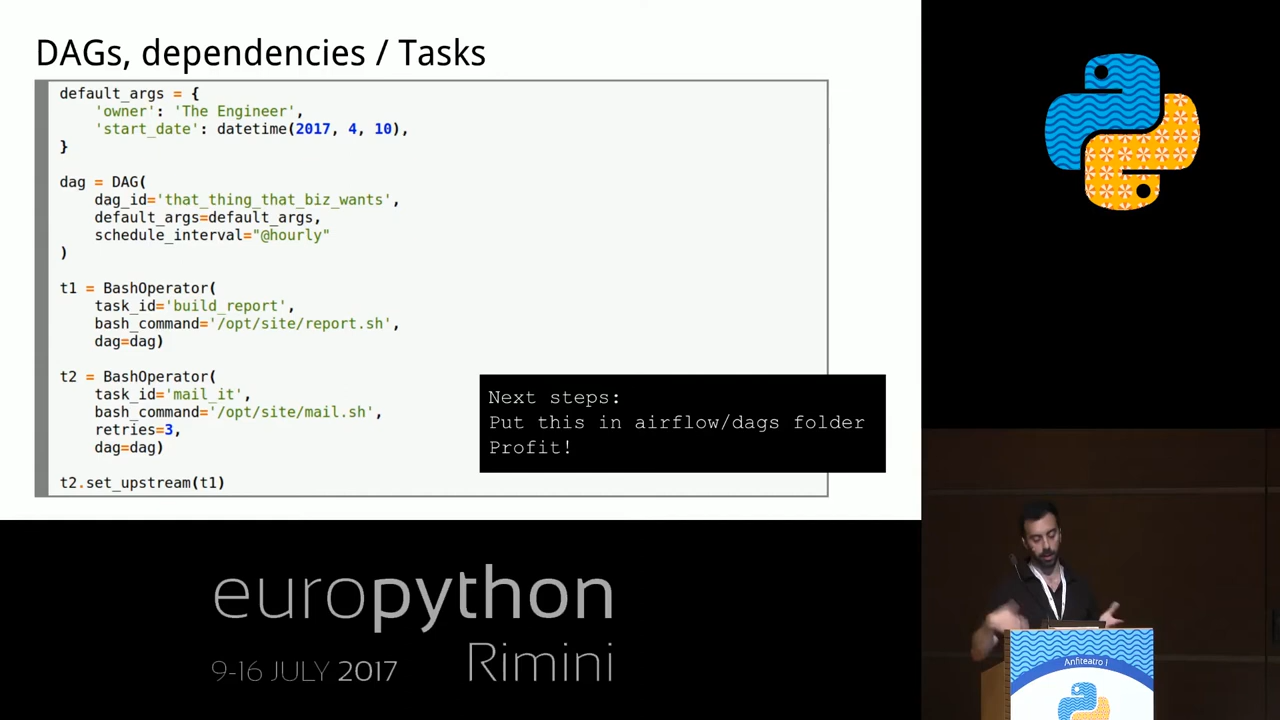 DAGs, dependencies / Tasks
default_args = {
    'owner': 'The Engineer',
    'start_date': datetime(2017, 4, 10),
}
dag = DAG(
    dag_id='that_thing_that_biz_wants',
    default_args=default_args,
    schedule_interval="@hourly"
)
t1 = BashOperator(
    task_id='build_report',
    bash_command='/opt/site/report.sh',
    dag=dag)
t2 = BashOperator(
    task_id='mail_it',
    bash_command='/opt/site/mail.sh',
    retries=3,
    dag=dag)
t2.set_upstream(t1)
Next steps:
Put this in airflow/dags folder
Profit!
europython
9-16 JULY 2017 Rimini
Anfiteatro 1